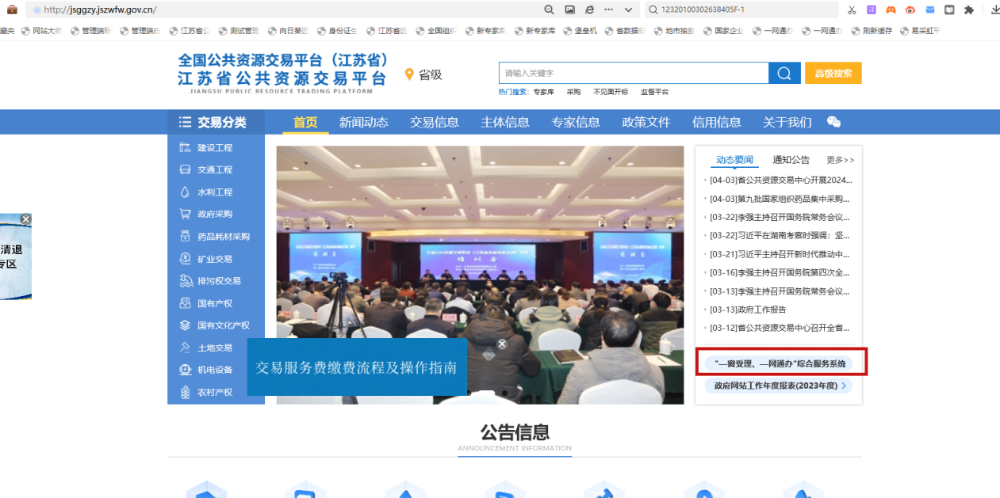 http://jsggzy.jszwfw.gov.cn/
12320100302638405F-1
网站大师
管理端账
管理端白
江苏省公
测试管理
向日葵远
身份证生
江苏省远
全国组织
新专家库
新专家库
堡垒机
省数据
地市抽
国家企业
一网通办
一网通办
刷新缓存
易采虹平
全国公共资源交易平台（江苏省）
江苏省公共资源交易平台
JIANGSU PUBLIC RESOURCE TRADING PLATFORM
省级
请输入关键字
高级搜索
热门搜索： 专家库 采购 不见面开标 监督平台
交易分类 首页 新闻动态 交易信息 主体信息 专家信息 政策文件 信用信息 关于我们
建设工程
交通工程
水利工程
政府采购
药品耗材采购
矿业交易
排污权交易
国有产权
国有文化产权
土地交易
机电设备
农村产权
清退
专区
培训会
培训会
培训会
交易服务费缴费流程及操作指南
动态要闻 通知公告 更多>>
[04-03]省公共资源交易中心开展2024...
[04-03]第九批国家组织药品集中采购...
[03-22]李强主持召开国务院常务会议...
[03-22]习近平在湖南考察时强调：坚...
[03-21]习近平主持召开新时代推动中...
[03-16]李强主持召开国务院第四次全...
[03-13]李强主持召开国务院常务会议...
[03-13]政府工作报告
[03-12]省公共资源交易中心召开全省...
"一窗受理、一网通办"综合服务系统
政府网站工作年度报表(2023年度) >
公告信息
ANNOUNCEMENT INFORMATION